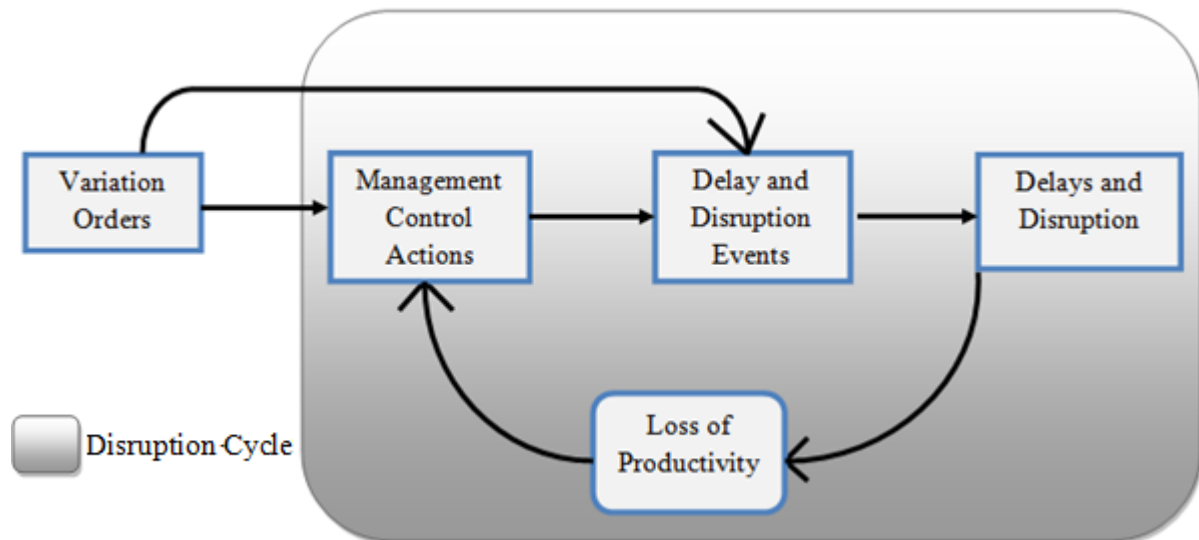 Variation
Orders
Management
Control
Actions
Delay and
Disruption
Events
Delays and
Disruption
Loss of
Productivity
Disruption-Cycle